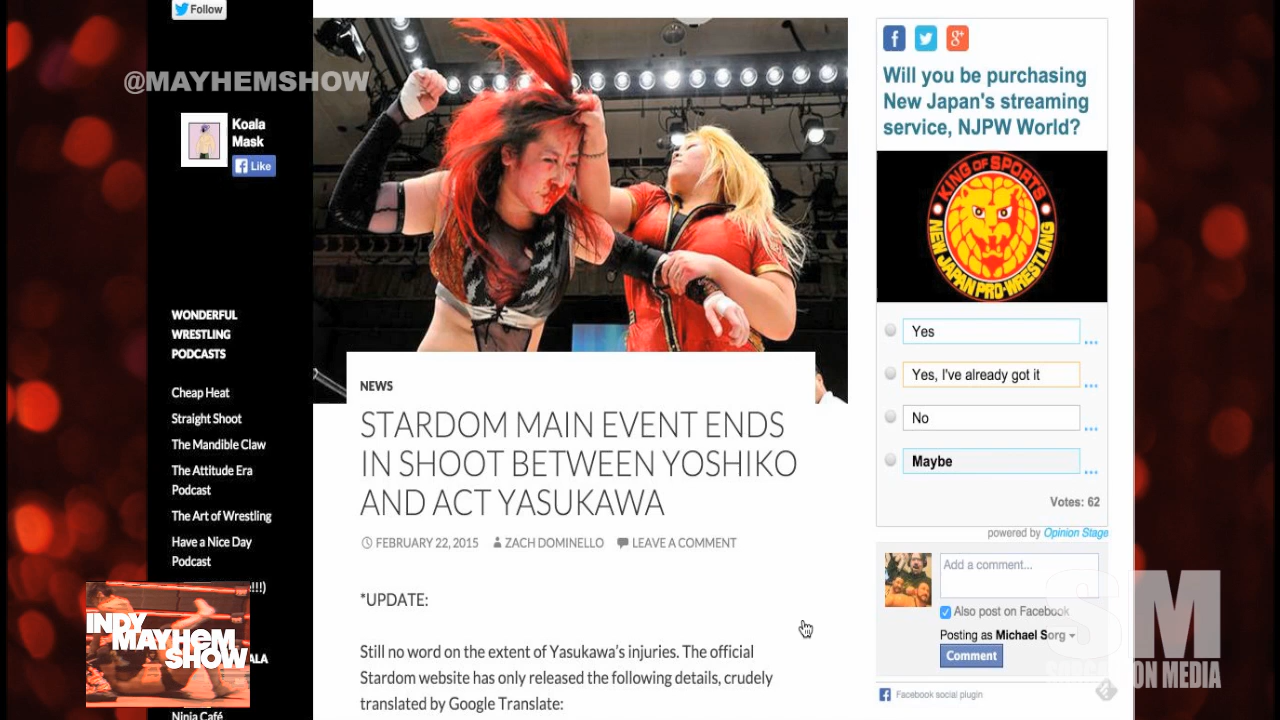 Follow
@MAYHEMSHOW
Koala
Mask
Like
WONDERFUL
WRESTLING
PODCASTS
Cheap Heat
Straight Shoot
The Mandible Claw
The Attitude Era
Podcast
The Art of Wrestling
Have a Nice Day
Podcast
!!!)
ALA
Ninja Café
INDY
MAYHEM
SHOW
NEWS
STARDOM MAIN EVENT ENDS
IN SHOOT BETWEEN YOSHIKO
AND ACT YASUKAWA
FEBRUARY 22, 2015 ZACH DOMINELLO LEAVE A COMMENT
*UPDATE:
Still no word on the extent of Yasukawa's injuries. The official
Stardom website has only released the following details, crudely
translated by Google Translate:
Will you be purchasing
New Japan's streaming
service, NJPW World?
KING OF SPORTS
NEW JAPAN PRO-WRESTLING
Yes
...
Yes, I've already got it
...
No
...
Maybe
...
Votes: 62
powered by Opinion Stage
Add a comment...
Also post on Facebook
Posting as Michael Sorg
Comment
Facebook social plugin
SM
ON MEDIA